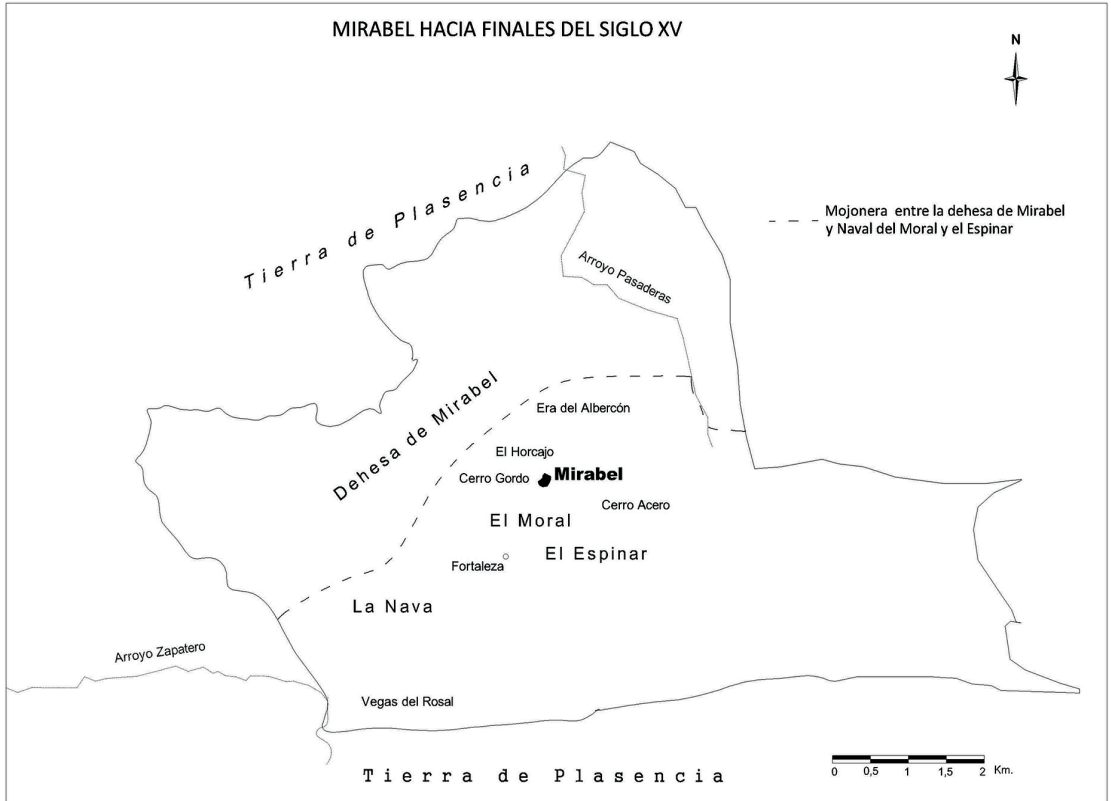 MIRABEL HACIA FINALES DEL SIGLO XV
N
Tierra de Plasencia
Mojonera entre la dehesa de Mirabel
y Naval del Moral y el Espinar
Arroyo Pasaderas
Dehesa de Mirabel
Era del Albercón
El Horcajo
Cerro Gordo
Mirabel
Cerro Acero
El Moral
El Espinar
Fortaleza
La Nava
Arroyo Zapatero
Vegas del Rosal
Tierra de Plasencia
0 0,5 1 1,5 2 Km.